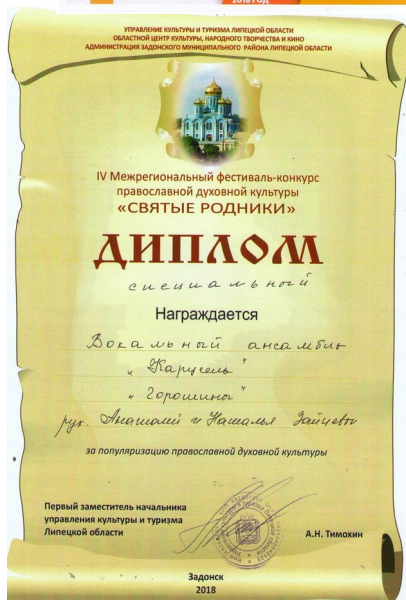 2018 ГОД
УПРАВЛЕНИЕ КУЛЬТУРЫ И ТУРИЗМА ЛИПЕЦКОЙ ОБЛАСТИ
ОБЛАСТНОЙ ЦЕНТР КУЛЬТУРЫ, НАРОДНОГО ТВОРЧЕСТВА И КИНО
АДМИНИСТРАЦИЯ ЗАДОНСКОГО МУНИЦИПАЛЬНОГО РАЙОНА ЛИПЕЦКОЙ ОБЛАСТИ
IV Межрегиональный фестиваль-конкурс
православной духовной культуры
«СВЯТЫЕ РОДНИКИ»
ДИПЛОМ
специальный
Награждается
Вокальный ансамбль
„Карусель"
„Горошины"
рук. Анатолий и Наталья Зайцевы
за популяризацию православной духовной культуры
Первый заместитель начальника
управления культуры и туризма
Липецкой области
А.Н. Тимохин
Задонск
2018